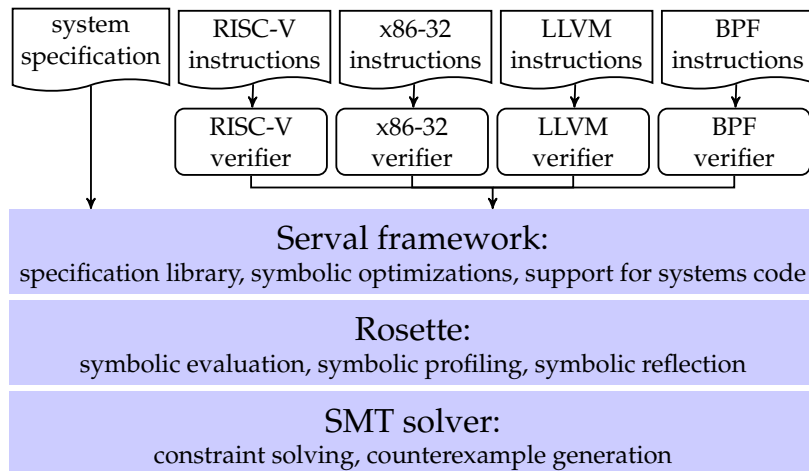 system
specification
RISC-V
instructions
x86-32
instructions
LLVM
instructions
BPF
instructions
RISC-V
verifier
x86-32
verifier
LLVM
verifier
BPF
verifier
Serval framework:
specification library, symbolic optimizations, support for systems code
Rosette:
symbolic evaluation, symbolic profiling, symbolic reflection
SMT solver:
constraint solving, counterexample generation